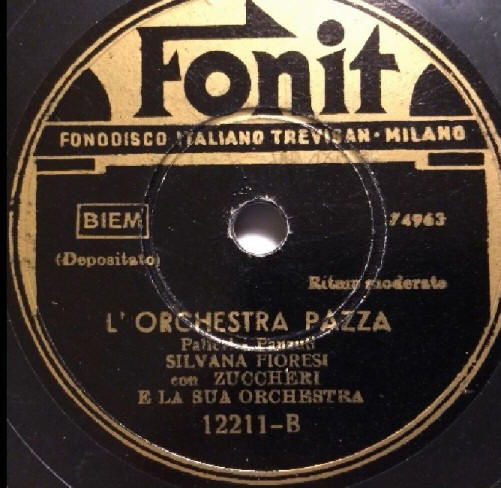 Fonit
FONODISCO ITALIANO TREVISAN · MILANO
BIEM
74963
(Depositato)
Ritmo moderato
L'ORCHESTRA PAZZA
SILVANA FIORESI
con ZUCCHERI
E LA SUA ORCHESTRA
12211-B